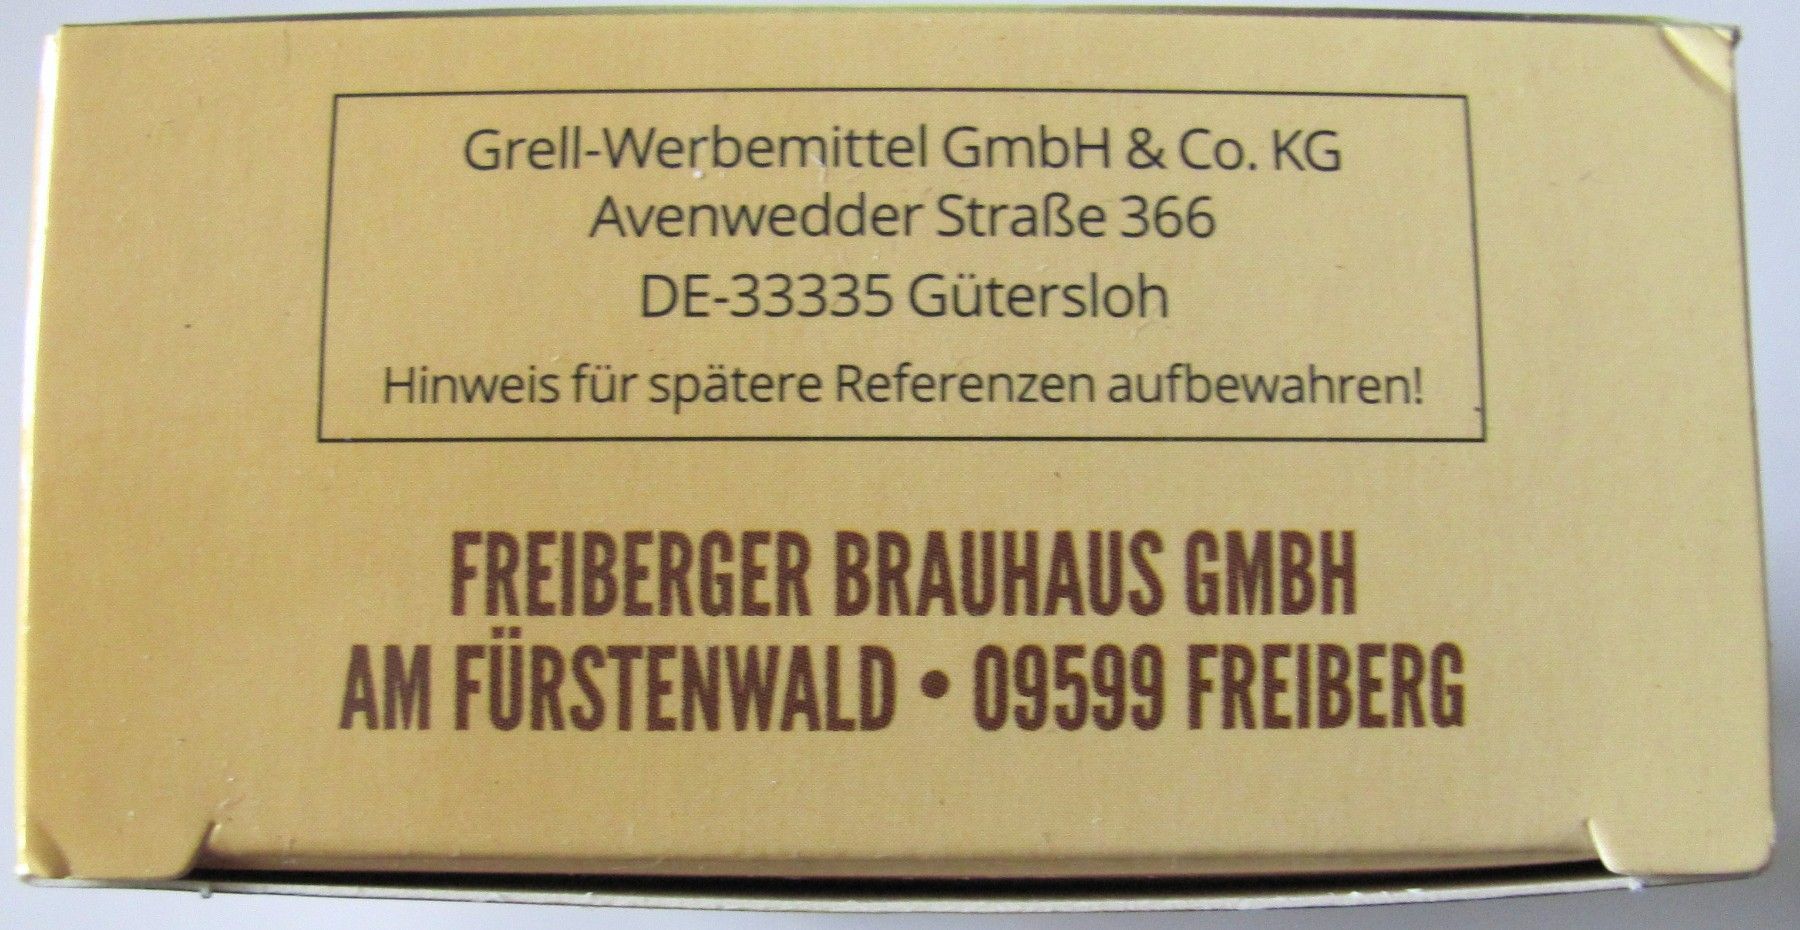 Grell-Werbemittel GmbH & Co. KG
Avenwedder Straße 366
DE-33335 Gütersloh
Hinweis für spätere Referenzen aufbewahren!
FREIBERGER BRAUHAUS GMBH
AM FÜRSTENWALD • 09599 FREIBERG